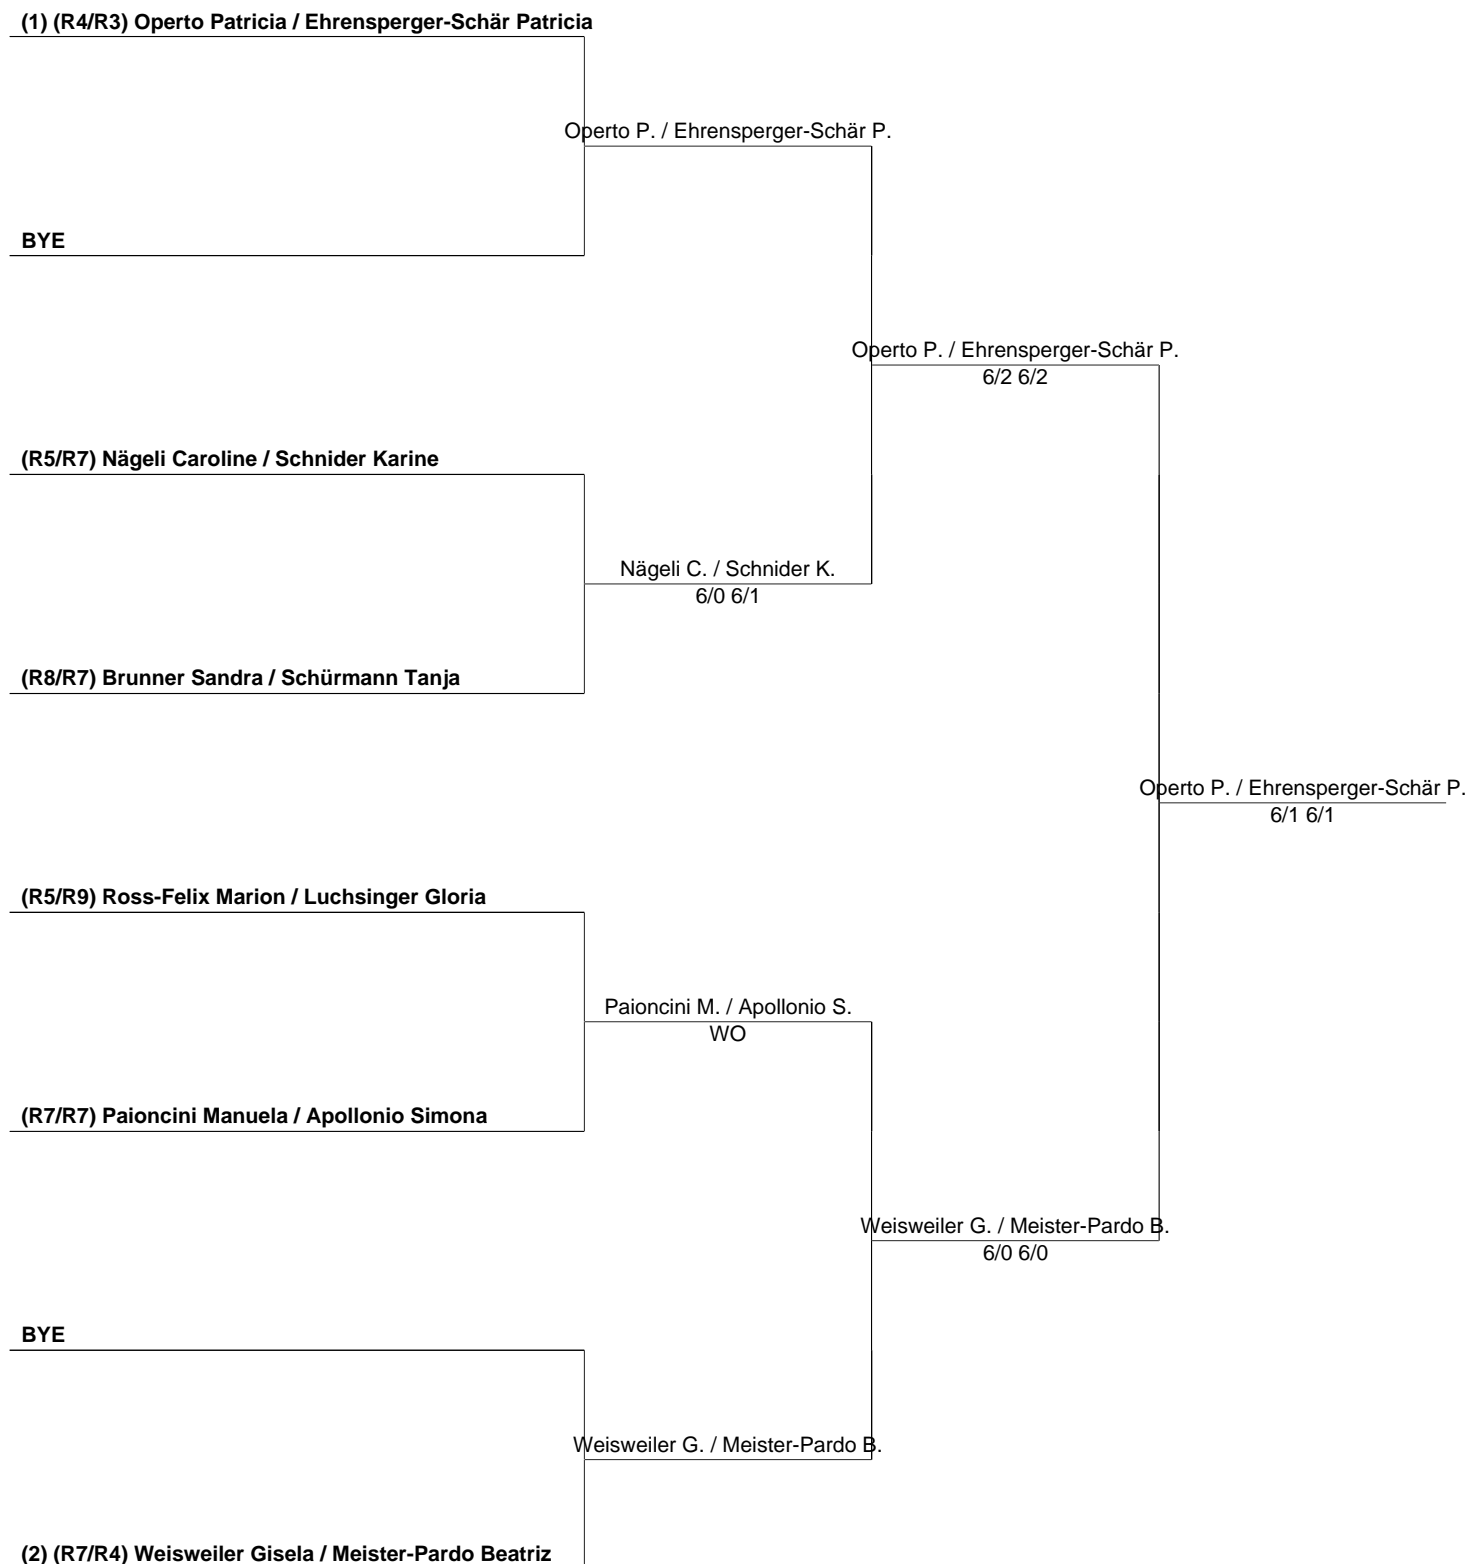 (1) (R4/R3) Operto Patricia / Ehrensperger-Schär Patricia
Operto P. / Ehrensperger-Schär P.
BYE
Operto P. / Ehrensperger-Schär P.
6/2 6/2
(R5/R7) Nägeli Caroline / Schnider Karine
Nägeli C. / Schnider K.
6/0 6/1
(R8/R7) Brunner Sandra / Schürmann Tanja
Operto P. / Ehrensperger-Schär P.
6/1 6/1
(R5/R9) Ross-Felix Marion / Luchsinger Gloria
Paioncini M. / Apollonio S.
WO
(R7/R7) Paioncini Manuela / Apollonio Simona
Weisweiler G. / Meister-Pardo B.
6/0 6/0
BYE
Weisweiler G. / Meister-Pardo B.
(2) (R7/R4) Weisweiler Gisela / Meister-Pardo Beatriz